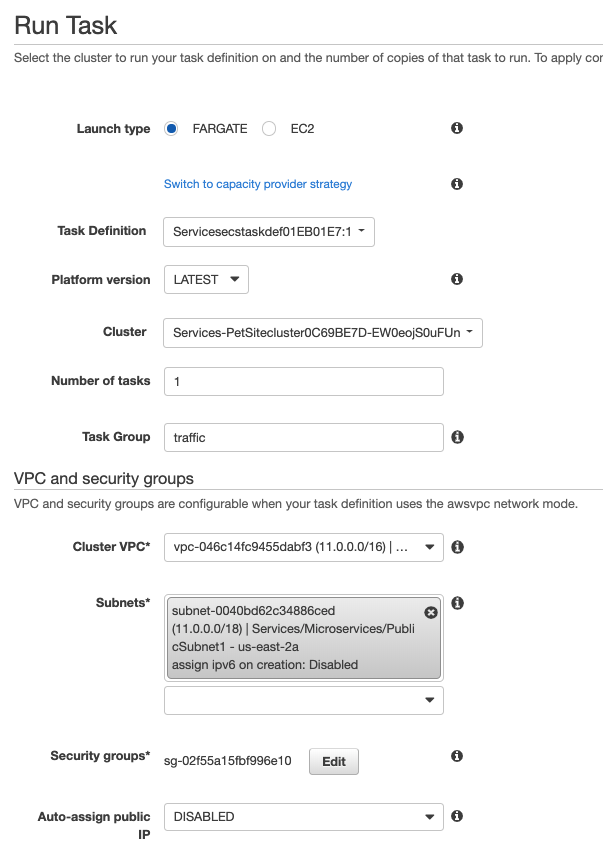 Run Task
Select the cluster to run your task definition on and the number of copies of that task to run. To apply cor
Launch type FARGATE EC2
Switch to capacity provider strategy
Task Definition Servicesecstaskdef01EB01E7:1
Platform version LATEST
Cluster Services-PetSitecluster0C69BE7D-EW0eojS0uFUn
Number of tasks 1
Task Group traffic
VPC and security groups
VPC and security groups are configurable when your task definition uses the awsvpc network mode.
Cluster VPC* vpc-046c14fc9455dabf3 (11.0.0.0/16) | ...
Subnets* subnet-0040bd62c34886ced
(11.0.0.0/18) | Services/Microservices/Publi
cSubnet1 - us-east-2a
assign ipv6 on creation: Disabled
Security groups* sg-02f55a15fbf996e10 Edit
Auto-assign public DISABLED
IP